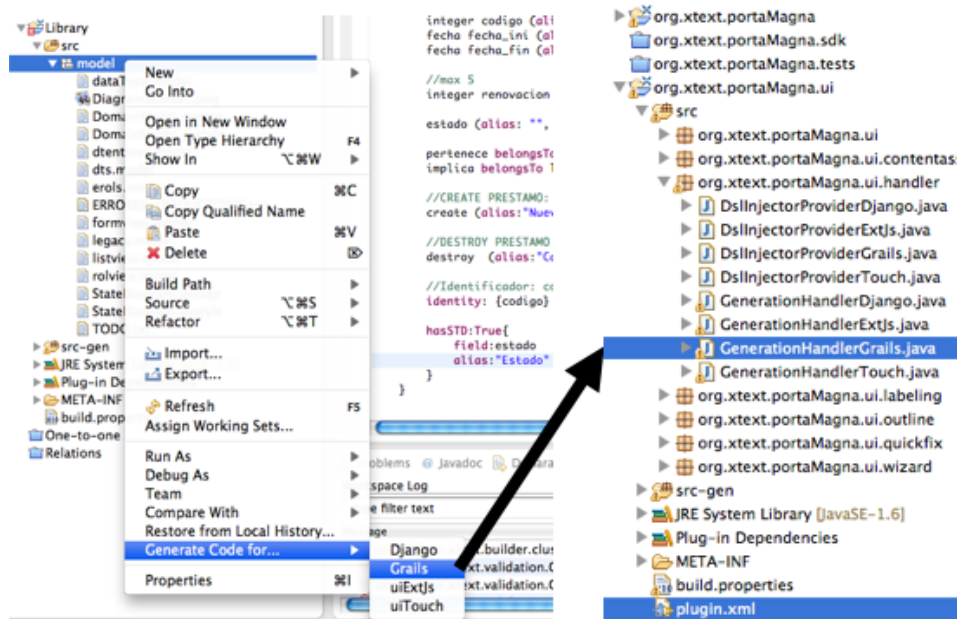 Library
src
model
dataT
Diagr
Doma
Doma
dtent
dts.m
erols.
ERRO
formv
legac
listvie
rolvie
State
State
TODO
src-gen
JRE System
Plug-in De
META-INF
build.prop
One-to-one
Relations
New
Go Into
Open in New Window
Open Type Hierarchy F4
Show In ⌥⌘W
Copy ⌘C
Copy Qualified Name
Paste ⌘V
Delete ⌦
Build Path
Source ⌥⌘S
Refactor ⌥⌘T
Import...
Export...
Refresh F5
Assign Working Sets...
Run As
Debug As
Team
Compare With
Restore from Local History...
Generate Code for...
Properties ⌘I
Django
Grails
uiExtJs
uiTouch
integer codigo (ali
fecha fecha_ini (al
fecha fecha_fin (al
//max 5
integer renovacion
estado (alias: "",
pertenece belongsTo
implica belongsTo
//CREATE PRESTAMO:
create (alias:"Nuev
//DESTROY PRESTAMO
destroy (alias:"Co
//Identificador: co
identity: {codigo}
hasSTD:True{
field:estado
alias:"Estado"
}
}
oblems @ Javadoc
space Log
e filter text
age
t.builder.clus
ext.validation.C
ext.validation.C
org.xtext.portaMagna
org.xtext.portaMagna.sdk
org.xtext.portaMagna.tests
org.xtext.portaMagna.ui
src
org.xtext.portaMagna.ui
org.xtext.portaMagna.ui.contentas
org.xtext.portaMagna.ui.handler
DslInjectorProviderDjango.java
DslInjectorProviderExtJs.java
DslInjectorProviderGrails.java
DslInjectorProviderTouch.java
GenerationHandlerDjango.java
GenerationHandlerExtJs.java
GenerationHandlerGrails.java
GenerationHandlerTouch.java
org.xtext.portaMagna.ui.labeling
org.xtext.portaMagna.ui.outline
org.xtext.portaMagna.ui.quickfix
org.xtext.portaMagna.ui.wizard
src-gen
JRE System Library [JavaSE-1.6]
Plug-in Dependencies
META-INF
build.properties
plugin.xml